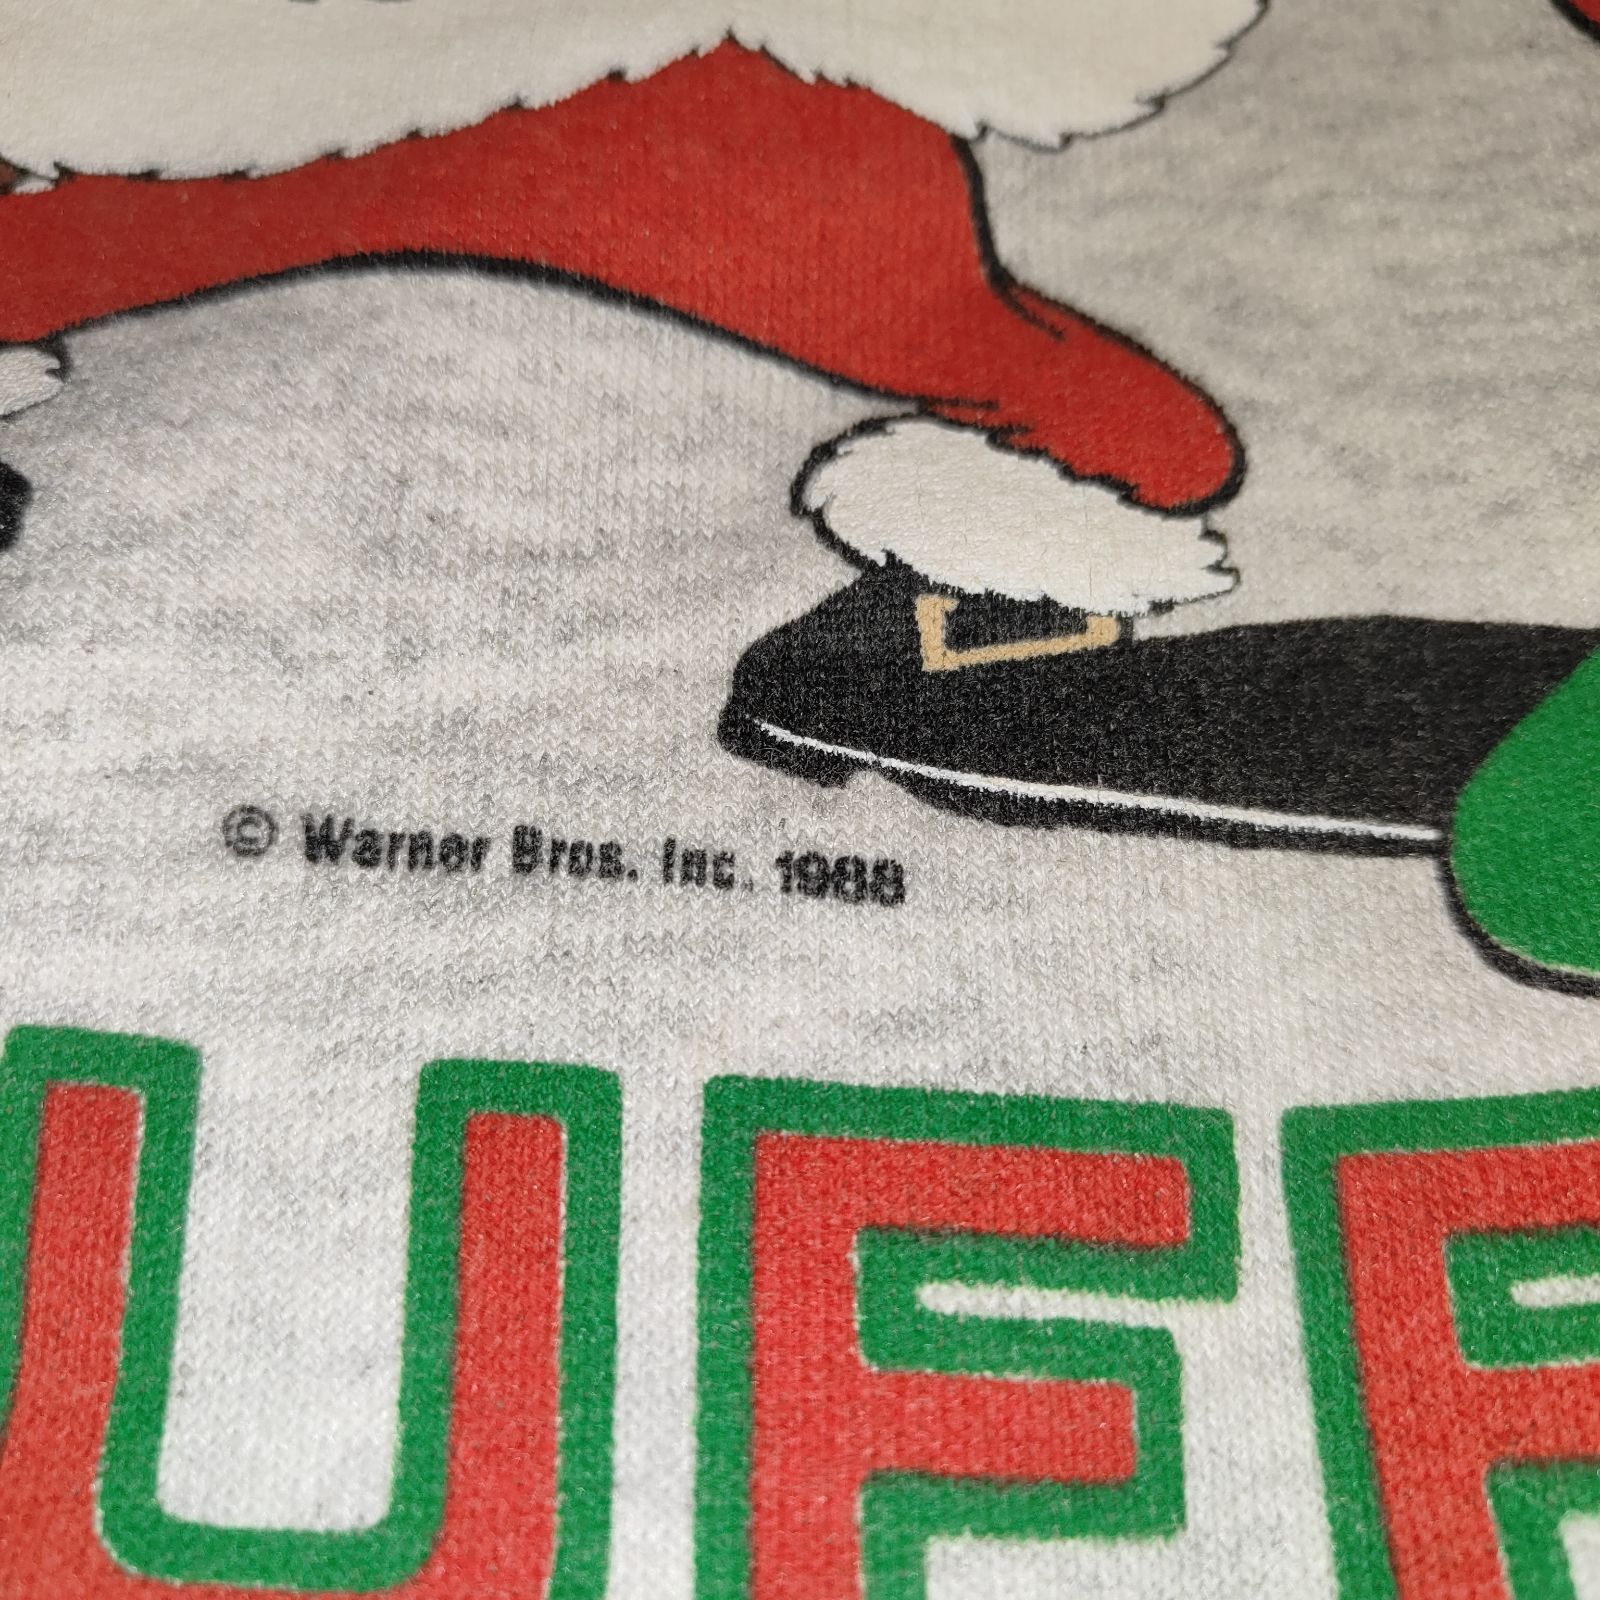 © Warner Bros. Inc. 1988
UFF